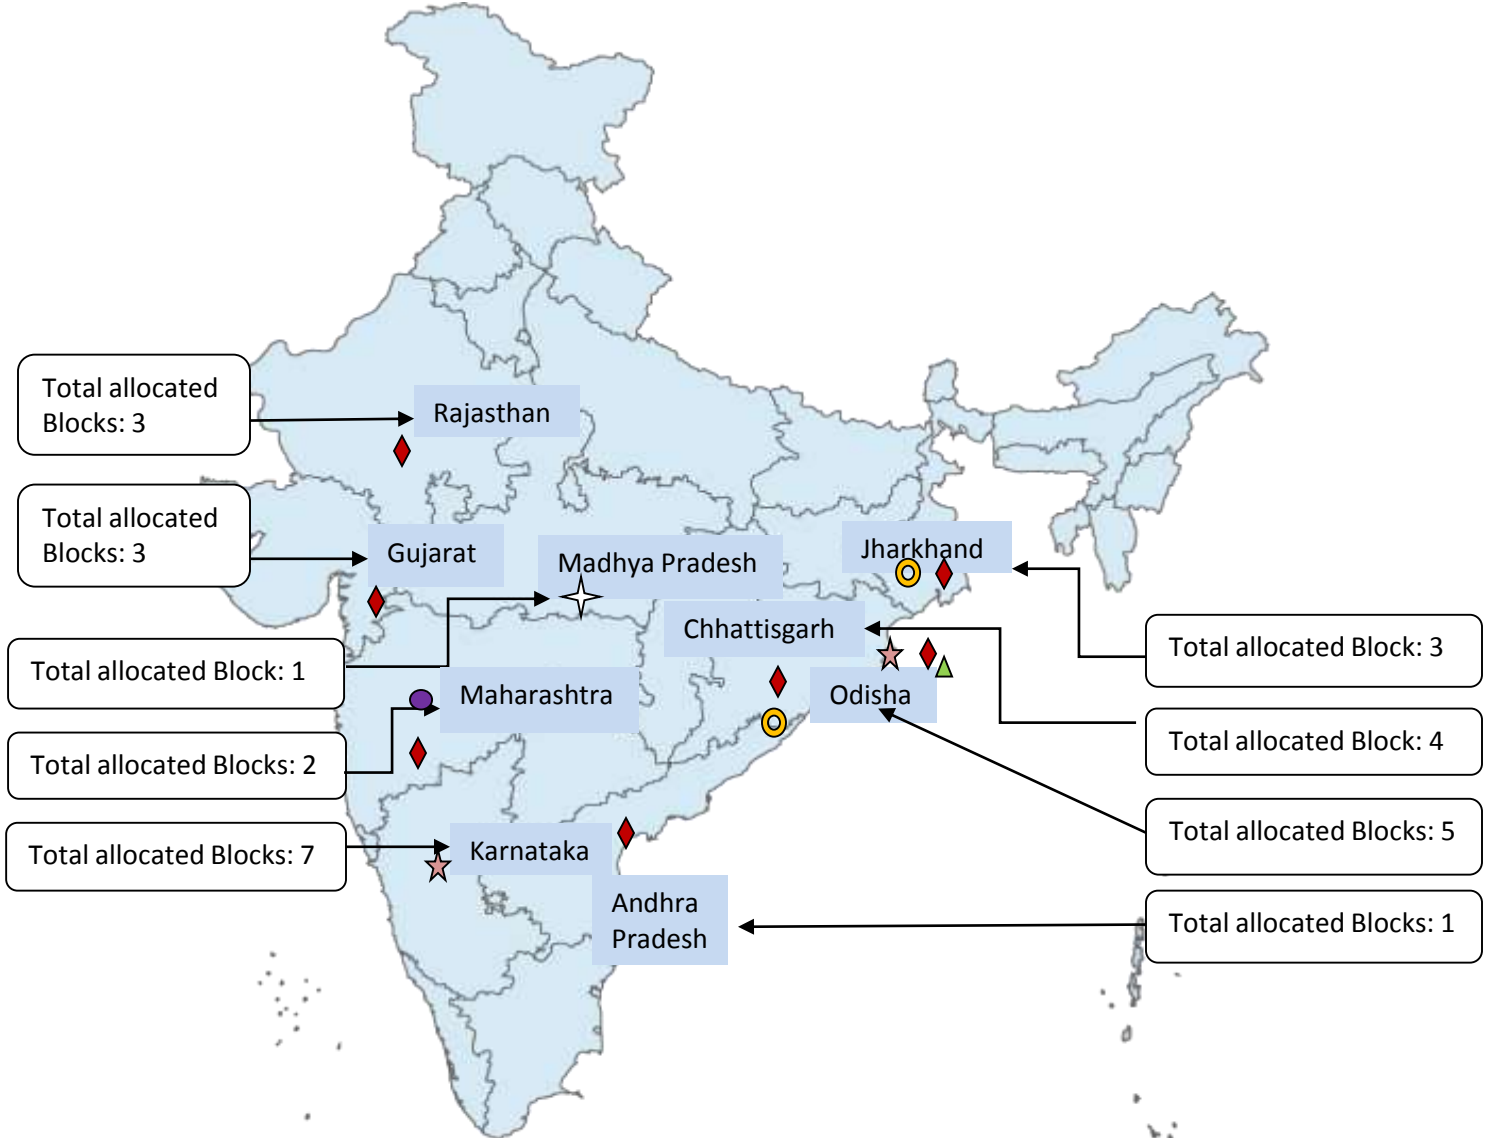 Total allocated
Blocks: 3
Rajasthan
Total allocated
Blocks: 3
Gujarat
Madhya Pradesh
Jharkhand
Chhattisgarh
Total allocated Block: 3
Total allocated Block: 1
Maharashtra
Odisha
Total allocated Block: 4
Total allocated Blocks: 2
Total allocated Blocks: 5
Total allocated Blocks: 7
Karnataka
Andhra
Pradesh
Total allocated Blocks: 1